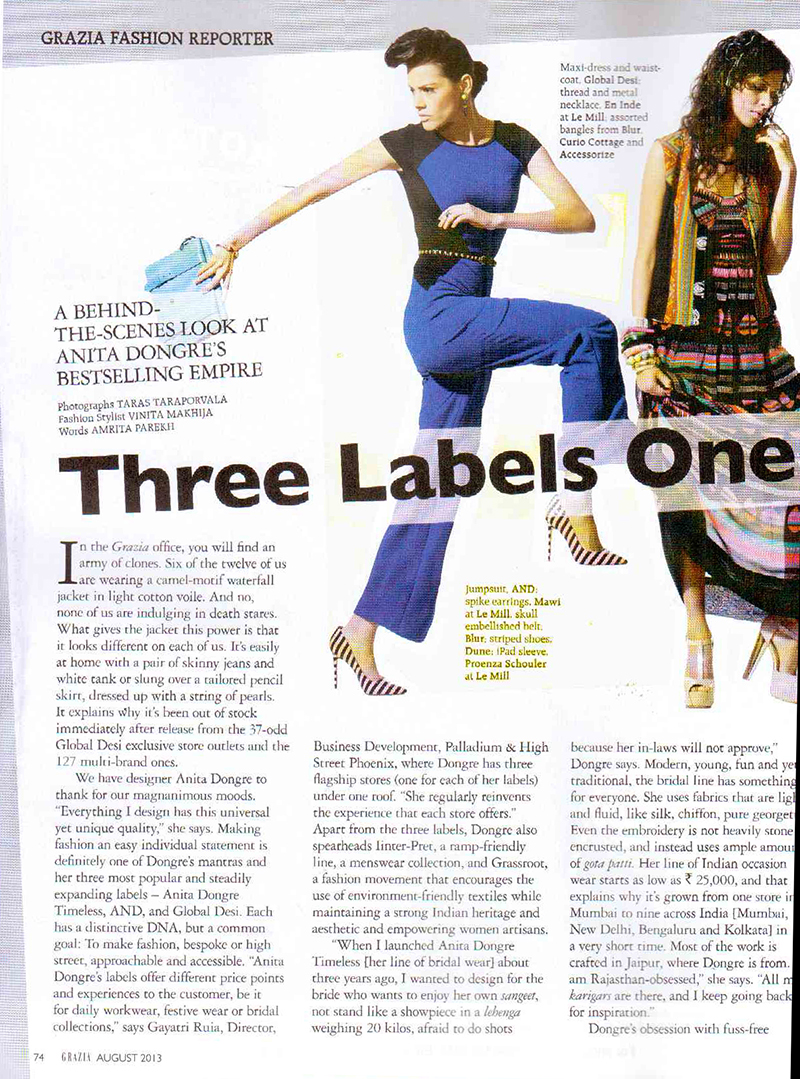 GRAZIA FASHION REPORTER
Maxi-dress and waist-
coat, Global Desi;
thread and metal
necklace, En Inde
at Le Mill; assorted
bangles from Blur,
Curio Cottage and
Accessorize
A BEHIND-
THE-SCENES LOOK AT
ANITA DONGRE'S
BESTSELLING EMPIRE
Photographs TARAS TARAPORVALA
Fashion Stylist VINITA MAKHIJA
Words AMRITA PAREKH
Three Labels One
In the Grazia office, you will find an
army of clones. Six of the twelve of us
are wearing a camel-motif waterfall
jacket in light cotton voile. And no,
none of us are indulging in death stares.
What gives the jacket this power is that
it looks different on each of us. It's easily
at home with a pair of skinny jeans and
white tank or slung over a tailored pencil
skirt, dressed up with a string of pearls.
It explains why it's been out of stock
immediately after release from the 37-odd
Global Desi exclusive store outlets and the
127 multi-brand ones.
We have designer Anita Dongre to
thank for our magnanimous moods.
"Everything I design has this universal
yet unique quality," she says. Making
fashion an easy individual statement is
definitely one of Dongre's mantras and
her three most popular and steadily
expanding labels – Anita Dongre
Timeless, AND, and Global Desi. Each
has a distinctive DNA, but a common
goal: To make fashion, bespoke or high
street, approachable and accessible. "Anita
Dongre's labels offer different price points
and experiences to the customer, be it
for daily workwear, festive wear or bridal
collections," says Gayatri Ruia, Director,
Jumpsuit, AND;
spike earrings, Mawi
at Le Mill; skull
embellished belt,
Blur; striped shoes,
Dune; iPad sleeve,
Proenza Schouler
at Le Mill
Business Development, Palladium & High
Street Phoenix, where Dongre has three
flagship stores (one for each of her labels)
under one roof. "She regularly reinvents
the experience that each store offers."
Apart from the three labels, Dongre also
spearheads Iinter-Pret, a ramp-friendly
line, a menswear collection, and Grassroot,
a fashion movement that encourages the
use of environment-friendly textiles while
maintaining a strong Indian heritage and
aesthetic and empowering women artisans.
"When I launched Anita Dongre
Timeless [her line of bridal wear] about
three years ago, I wanted to design for the
bride who wants to enjoy her own sangeet,
not stand like a showpiece in a lehenga
weighing 20 kilos, afraid to do shots
because her in-laws will not approve,"
Dongre says. Modern, young, fun and ye
traditional, the bridal line has something
for everyone. She uses fabrics that are lig
and fluid, like silk, chiffon, pure georget
Even the embroidery is not heavily stone
encrusted, and instead uses ample amou
of gota patti. Her line of Indian occasion
wear starts as low as ₹ 25,000, and that
explains why it's grown from one store in
Mumbai to nine across India [Mumbai,
New Delhi, Bengaluru and Kolkata] in
a very short time. Most of the work is
crafted in Jaipur, where Dongre is from.
am Rajasthan-obsessed," she says. "All m
karigars are there, and I keep going back
for inspiration."
Dongre's obsession with fuss-free
74 GRAZIA AUGUST 2013